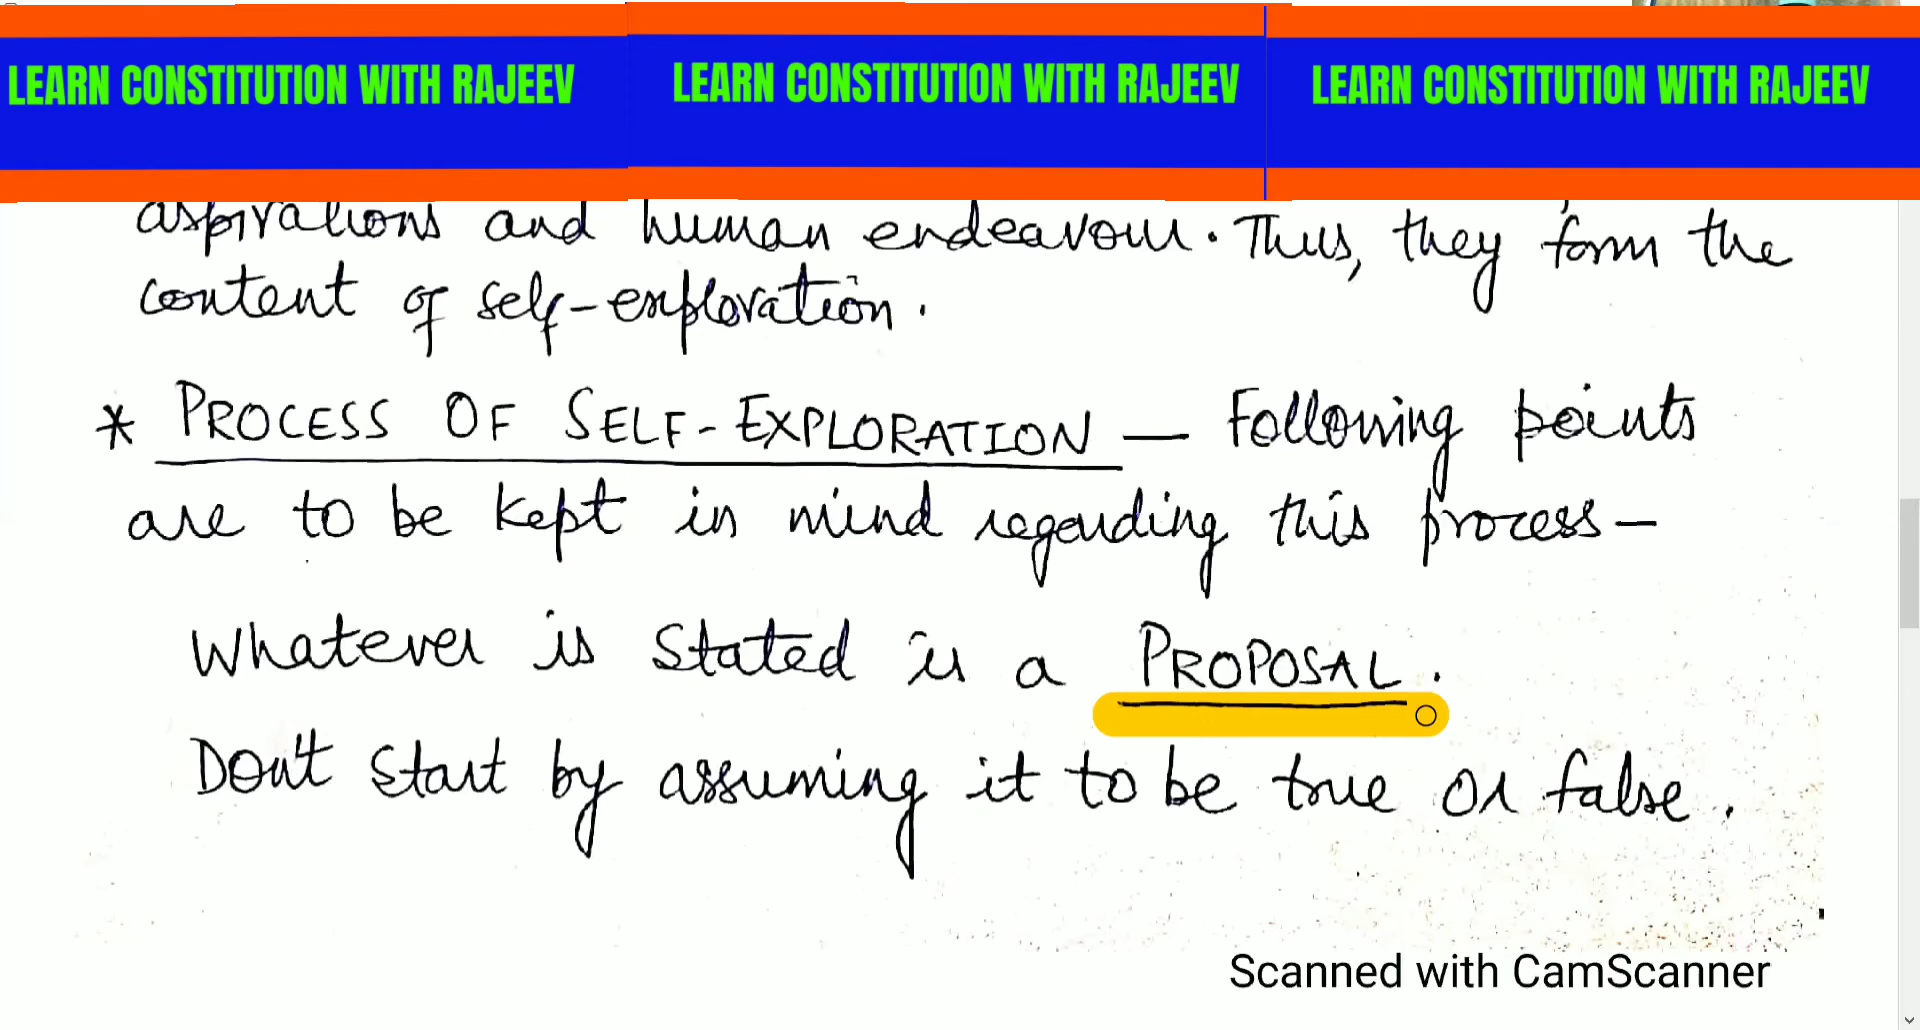 LEARN CONSTITUTION WITH RAJEEV LEARN CONSTITUTION WITH RAJEEV LEARN CONSTITUTION WITH RAJEEV
aspirations and human endeavour. Thus, they form the
content of self-exploration.
* PROCESS OF SELF-EXPLORATION — Following points
are to be kept in mind regarding this process —
Whatever is stated is a PROPOSAL.
Don't start by assuming it to be true or false.
Scanned with CamScanner